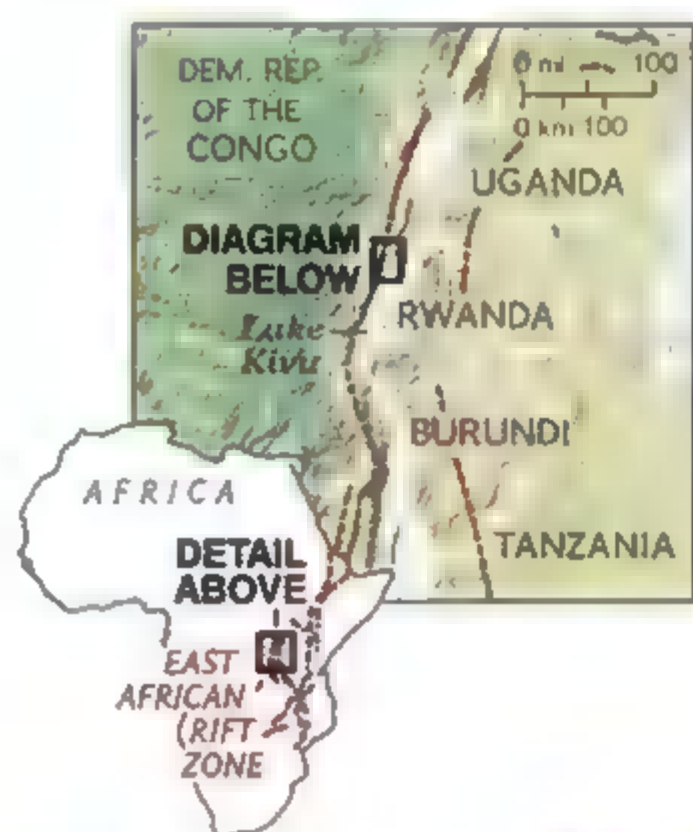 DEM. REP.
OF THE
CONGO
0 mi 100
0 km 100
UGANDA
DIAGRAM
BELOW
Lake
Kivu
RWANDA
BURUNDI
TANZANIA
AFRICA
DETAIL
ABOVE
EAST
AFRICAN
RIFT
ZONE